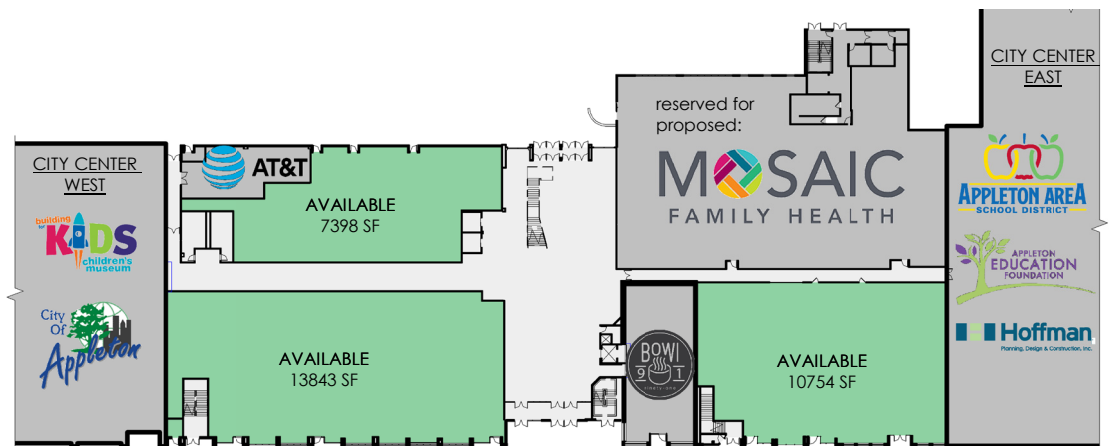 CITY CENTER
WEST
building
for
KIDS
children's
museum
City
Of
Appleton
AT&T
AVAILABLE
7398 SF
AVAILABLE
13843 SF
reserved for
proposed:
MOSAIC
FAMILY HEALTH
BOWl
9 1
ninety-one
AVAILABLE
10754 SF
CITY CENTER
EAST
APPLETON AREA
SCHOOL DISTRICT
APPLETON
EDUCATION
FOUNDATION
Hoffman
Planning, Design & Construction, Inc.